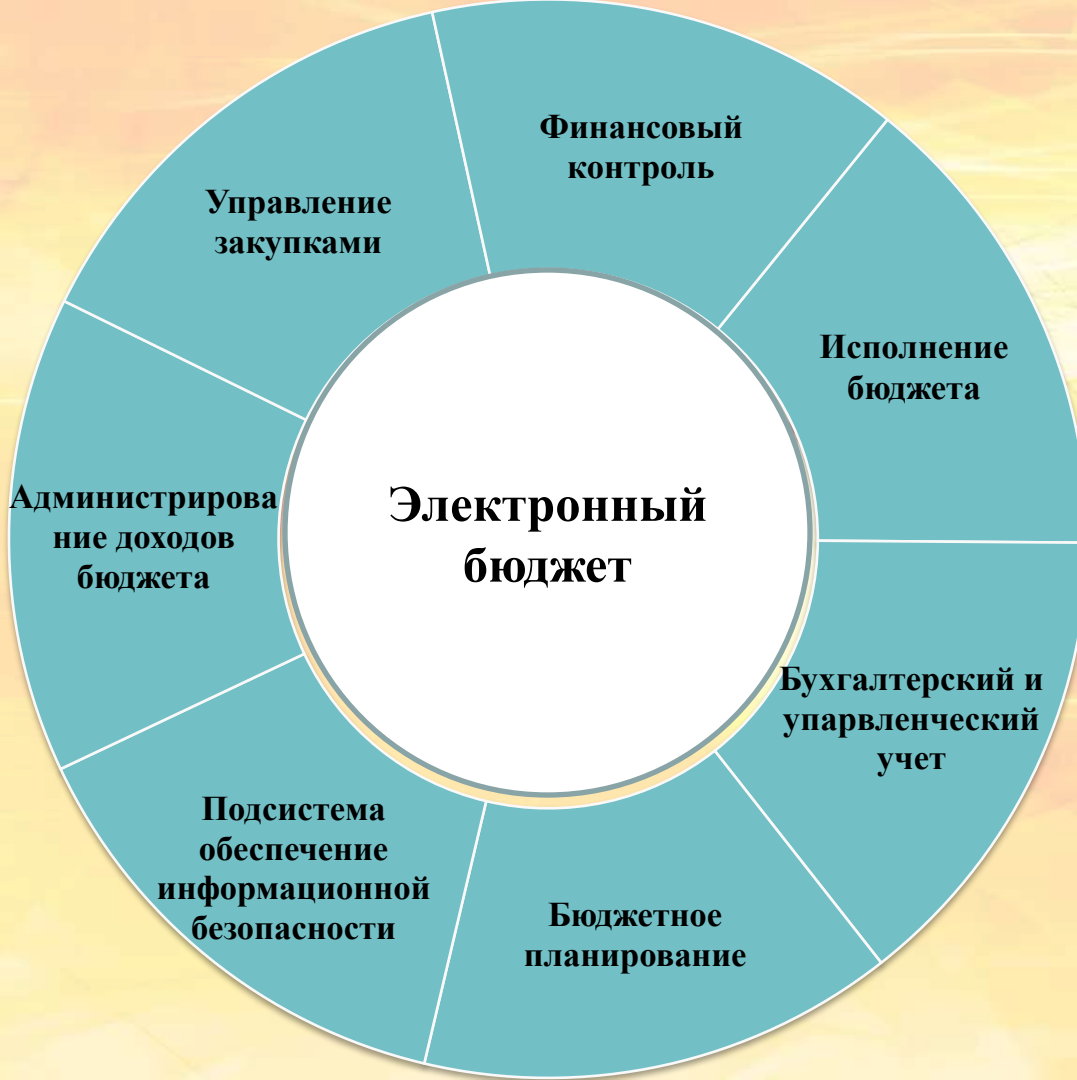 Финансовый
контроль
Управление
закупками
Исполнение
бюджета
Администрирова
ние доходов
бюджета
Электронный
бюджет
Бухгалтерский и
упарвленческий
учет
Подсистема
обеспечение
информационной
безопасности
Бюджетное
планирование